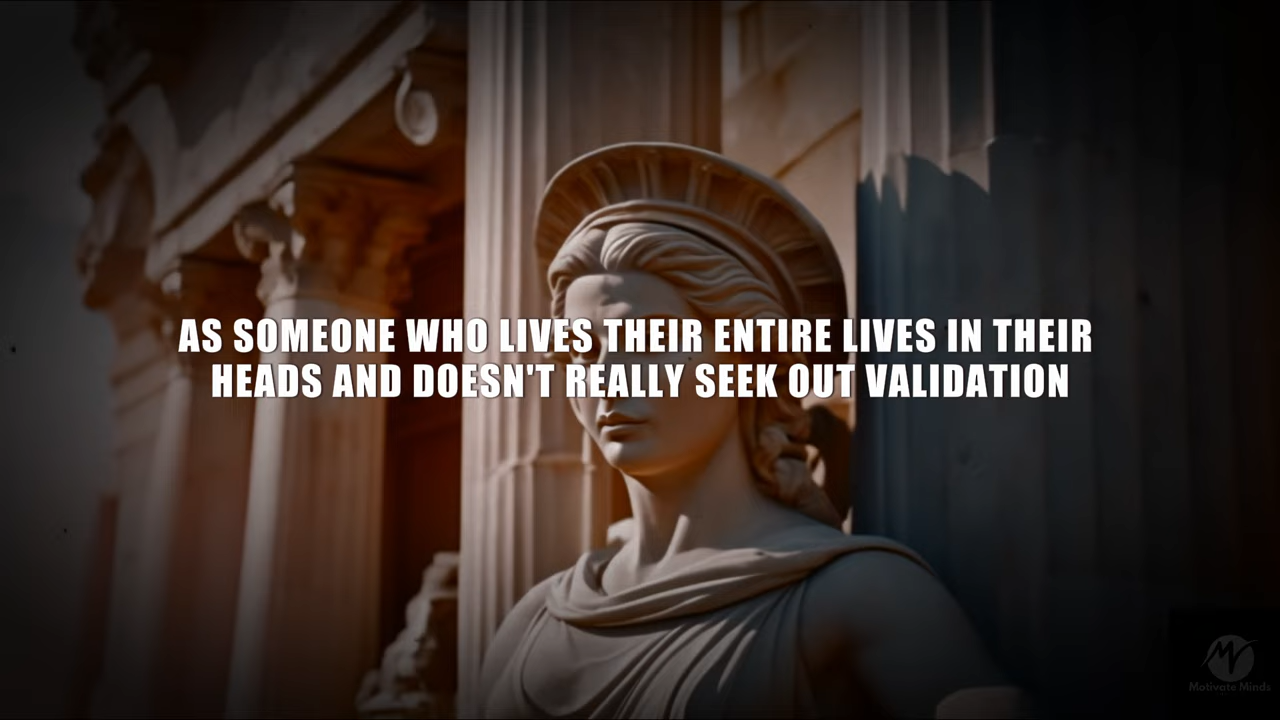 AS SOMEONE WHO LIVES THEIR ENTIRE LIVES IN THEIR
HEADS AND DOESN'T REALLY SEEK OUT VALIDATION
Motivate Minds